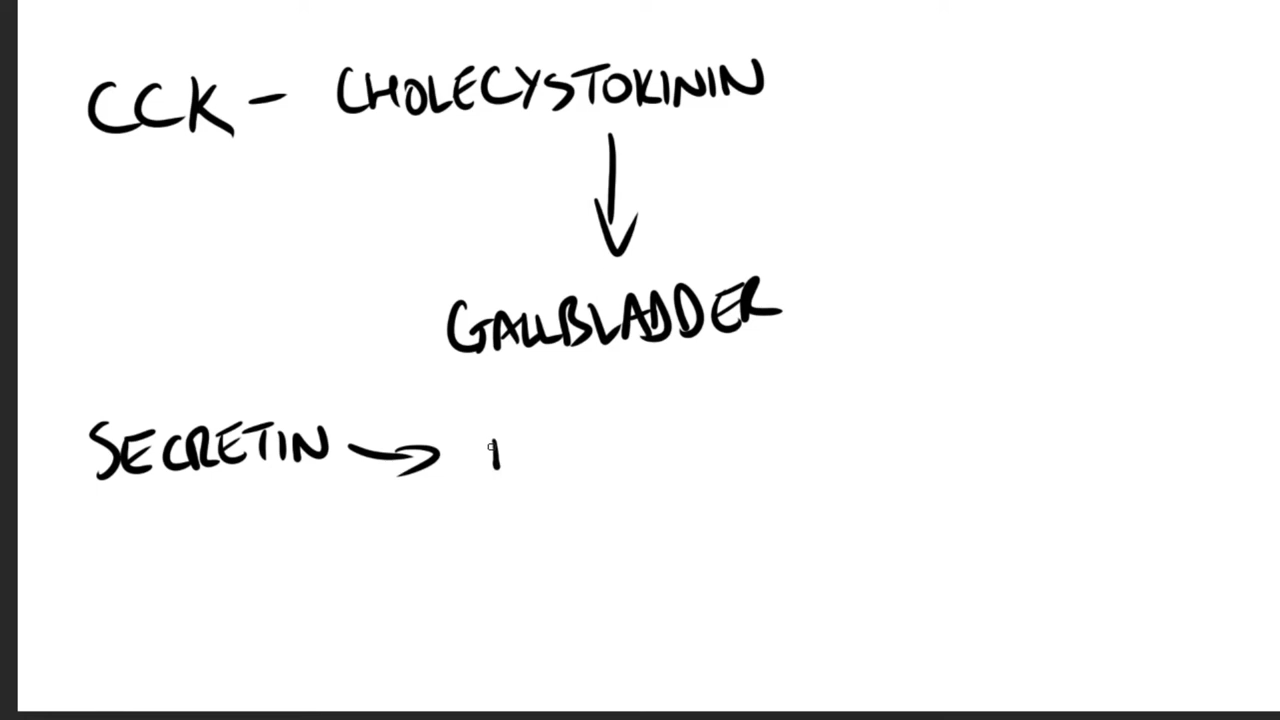 CCK - CHOLECYSTOKININ
GALLBLADDER
SECRETIN →